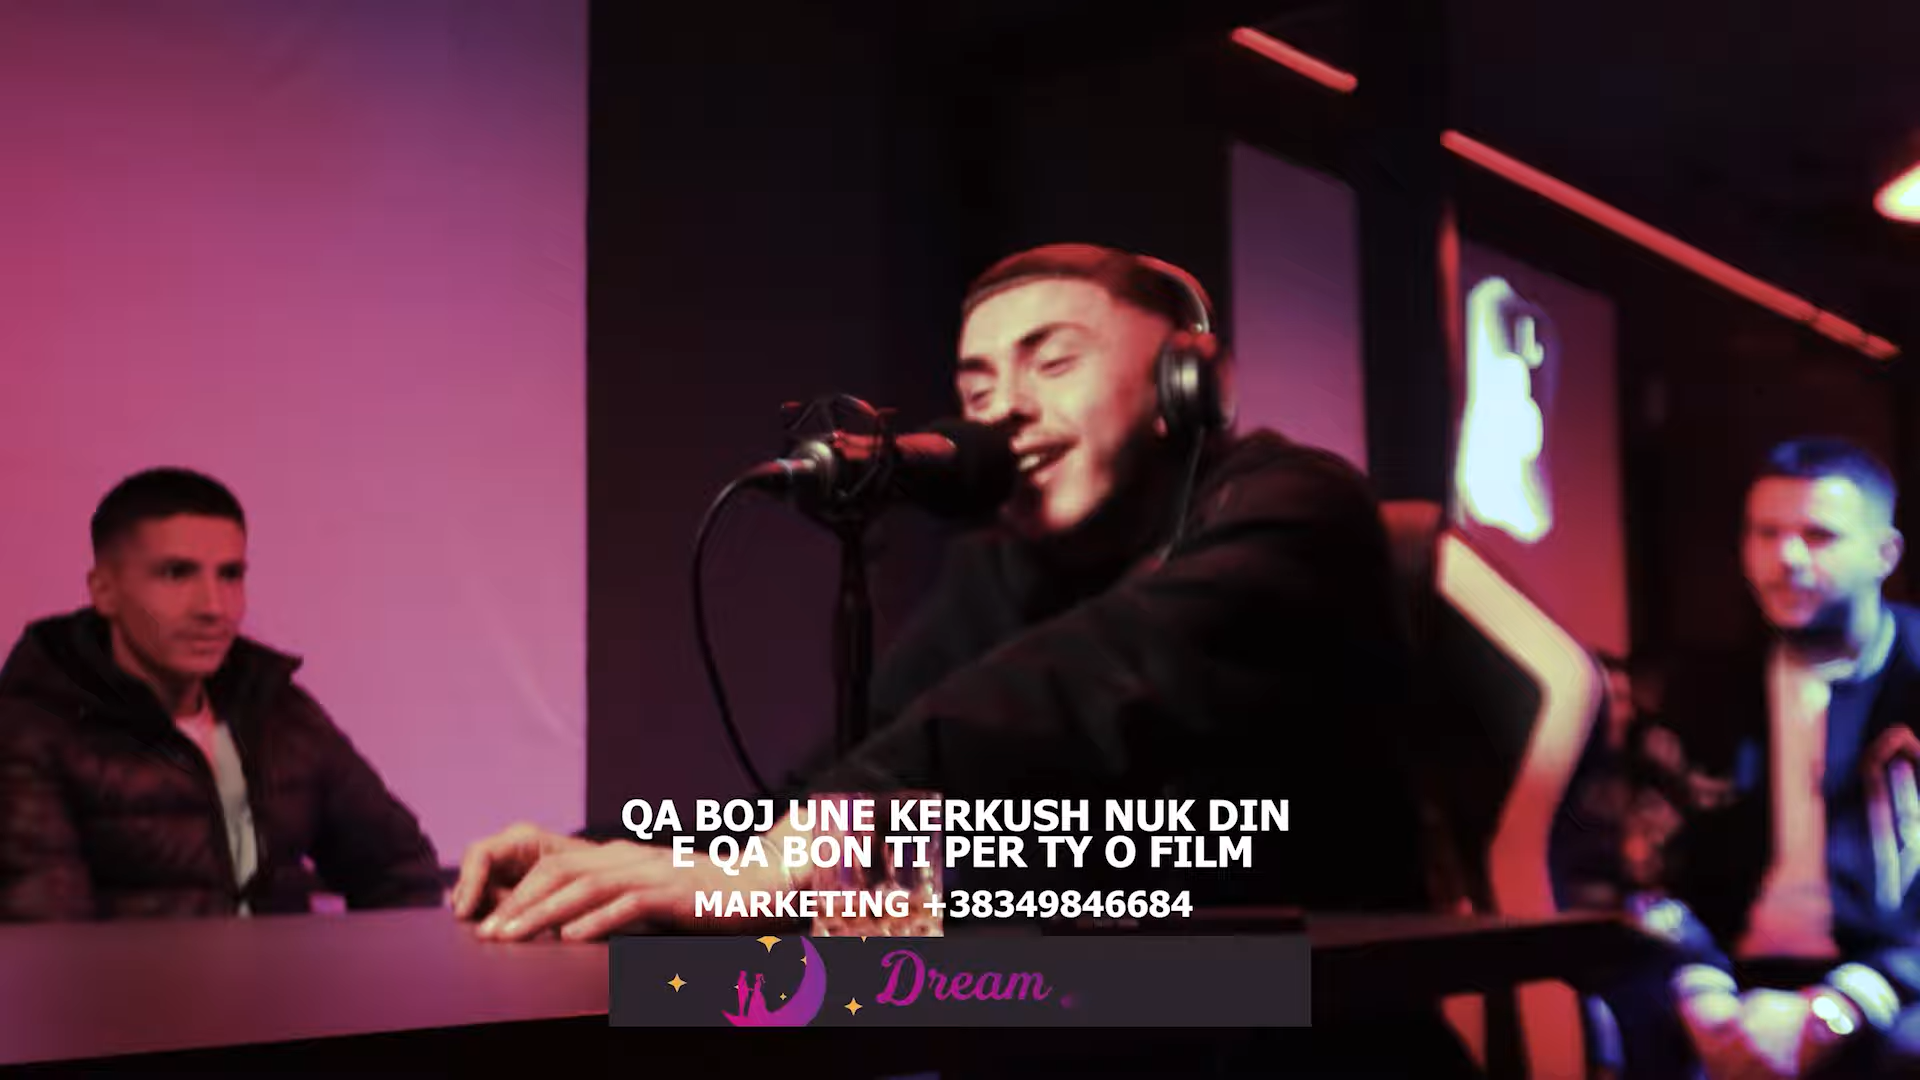 QA BOJ UNE KERKUSH NUK DIN
E QA BON TI PER TY O FILM
MARKETING +38349846684
Dream